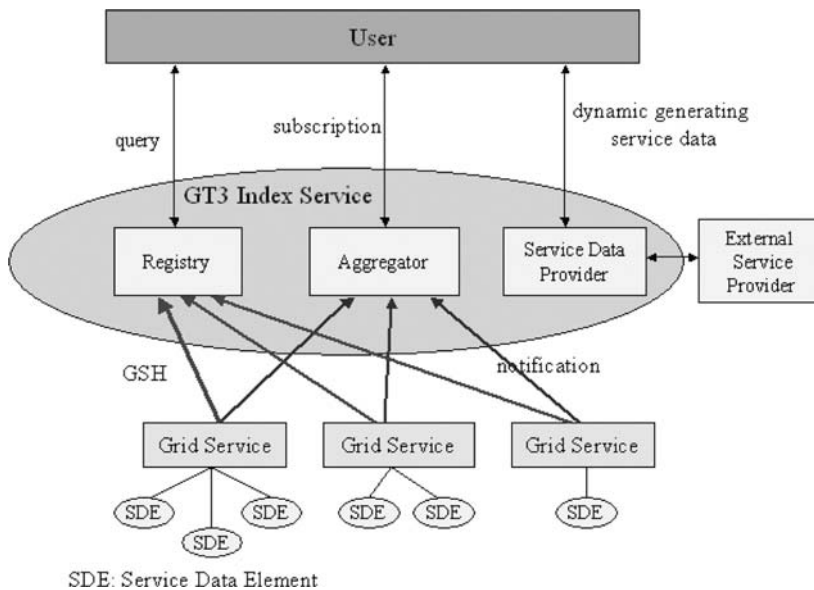 User
query
subscription
dynamic generating
service data
GT3 Index Service
Registry
Aggregator
Service Data
Provider
External
Service
Provider
GSH
notification
Grid Service
Grid Service
Grid Service
SDE
SDE
SDE
SDE
SDE
SDE
SDE: Service Data Element